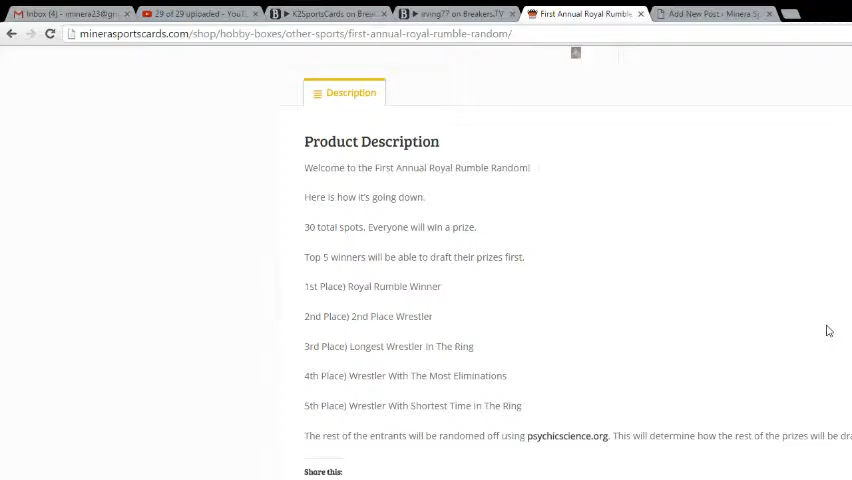 Inbox (4) - iminera23@gm
29 of 29 uploaded - YouT
K2SportsCards on Break
irving77 on Breakers.TV
First Annual Royal Rumble
Add New Post ‹ Minera Sp
minerasportscards.com/shop/hobby-boxes/other-sports/first-annual-royal-rumble-random/
Description
Product Description
Welcome to the First Annual Royal Rumble Random!
Here is how it's going down.
30 total spots. Everyone will win a prize.
Top 5 winners will be able to draft their prizes first.
1st Place) Royal Rumble Winner
2nd Place) 2nd Place Wrestler
3rd Place) Longest Wrestler In The Ring
4th Place) Wrestler With The Most Eliminations
5th Place) Wrestler With Shortest Time In The Ring
The rest of the entrants will be randomed off using psychicscience.org. This will determine how the rest of the prizes will be dra
Share this: